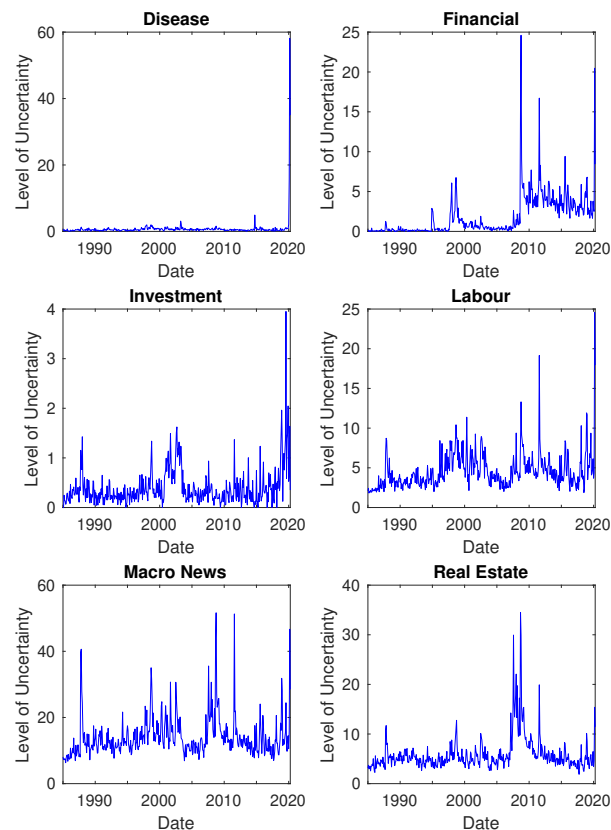 Disease
Level of Uncertainty
60
40
20
0
1990 2000 2010 2020
Date
Financial
Level of Uncertainty
25
20
15
10
5
0
1990 2000 2010 2020
Date
Investment
Level of Uncertainty
4
3
2
1
0
1990 2000 2010 2020
Date
Labour
Level of Uncertainty
25
20
15
10
5
0
1990 2000 2010 2020
Date
Macro News
Level of Uncertainty
60
40
20
0
1990 2000 2010 2020
Date
Real Estate
Level of Uncertainty
40
30
20
10
0
1990 2000 2010 2020
Date